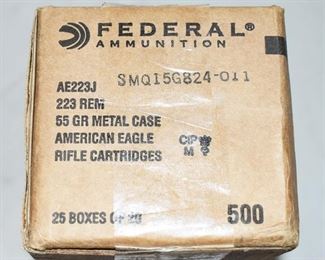 FEDERAL®
AMMUNITION
SMQ15G824-011
AE223J
223 REM
55 GR METAL CASE
AMERICAN EAGLE
RIFLE CARTRIDGES
CIP
M
25 BOXES OF 20
500